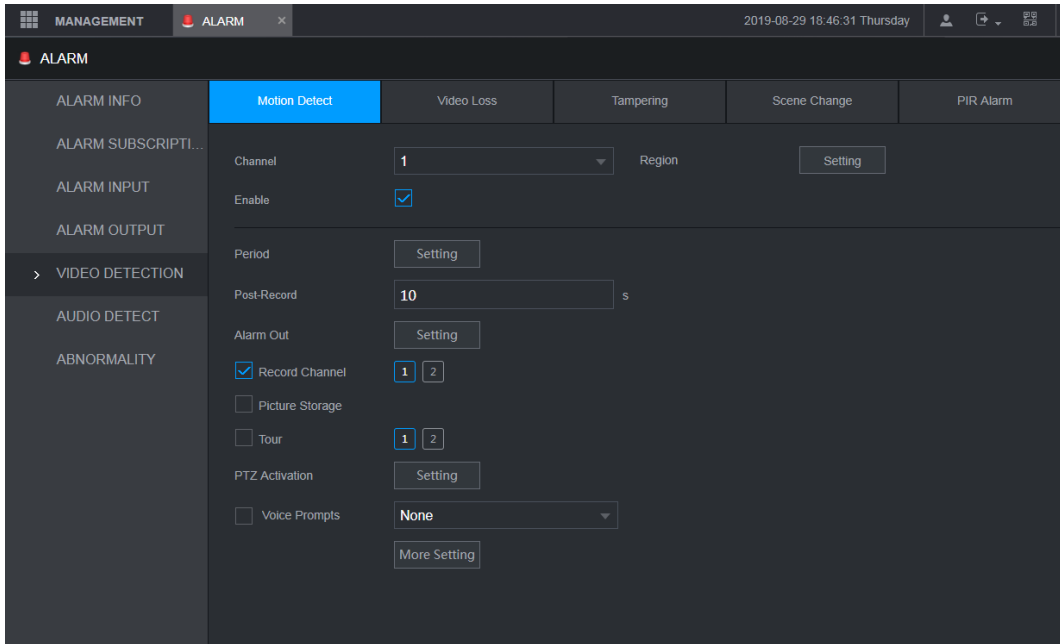 MANAGEMENT ALARM × 2019-08-29 18:46:31 Thursday
ALARM
ALARM INFO
ALARM SUBSCRIPTI...
ALARM INPUT
ALARM OUTPUT
VIDEO DETECTION
AUDIO DETECT
ABNORMALITY
Motion Detect Video Loss Tampering Scene Change PIR Alarm
Channel 1 Region Setting
Enable
Period Setting
Post-Record 10 s
Alarm Out Setting
Record Channel 1 2
Picture Storage
Tour 1 2
PTZ Activation Setting
Voice Prompts None
More Setting